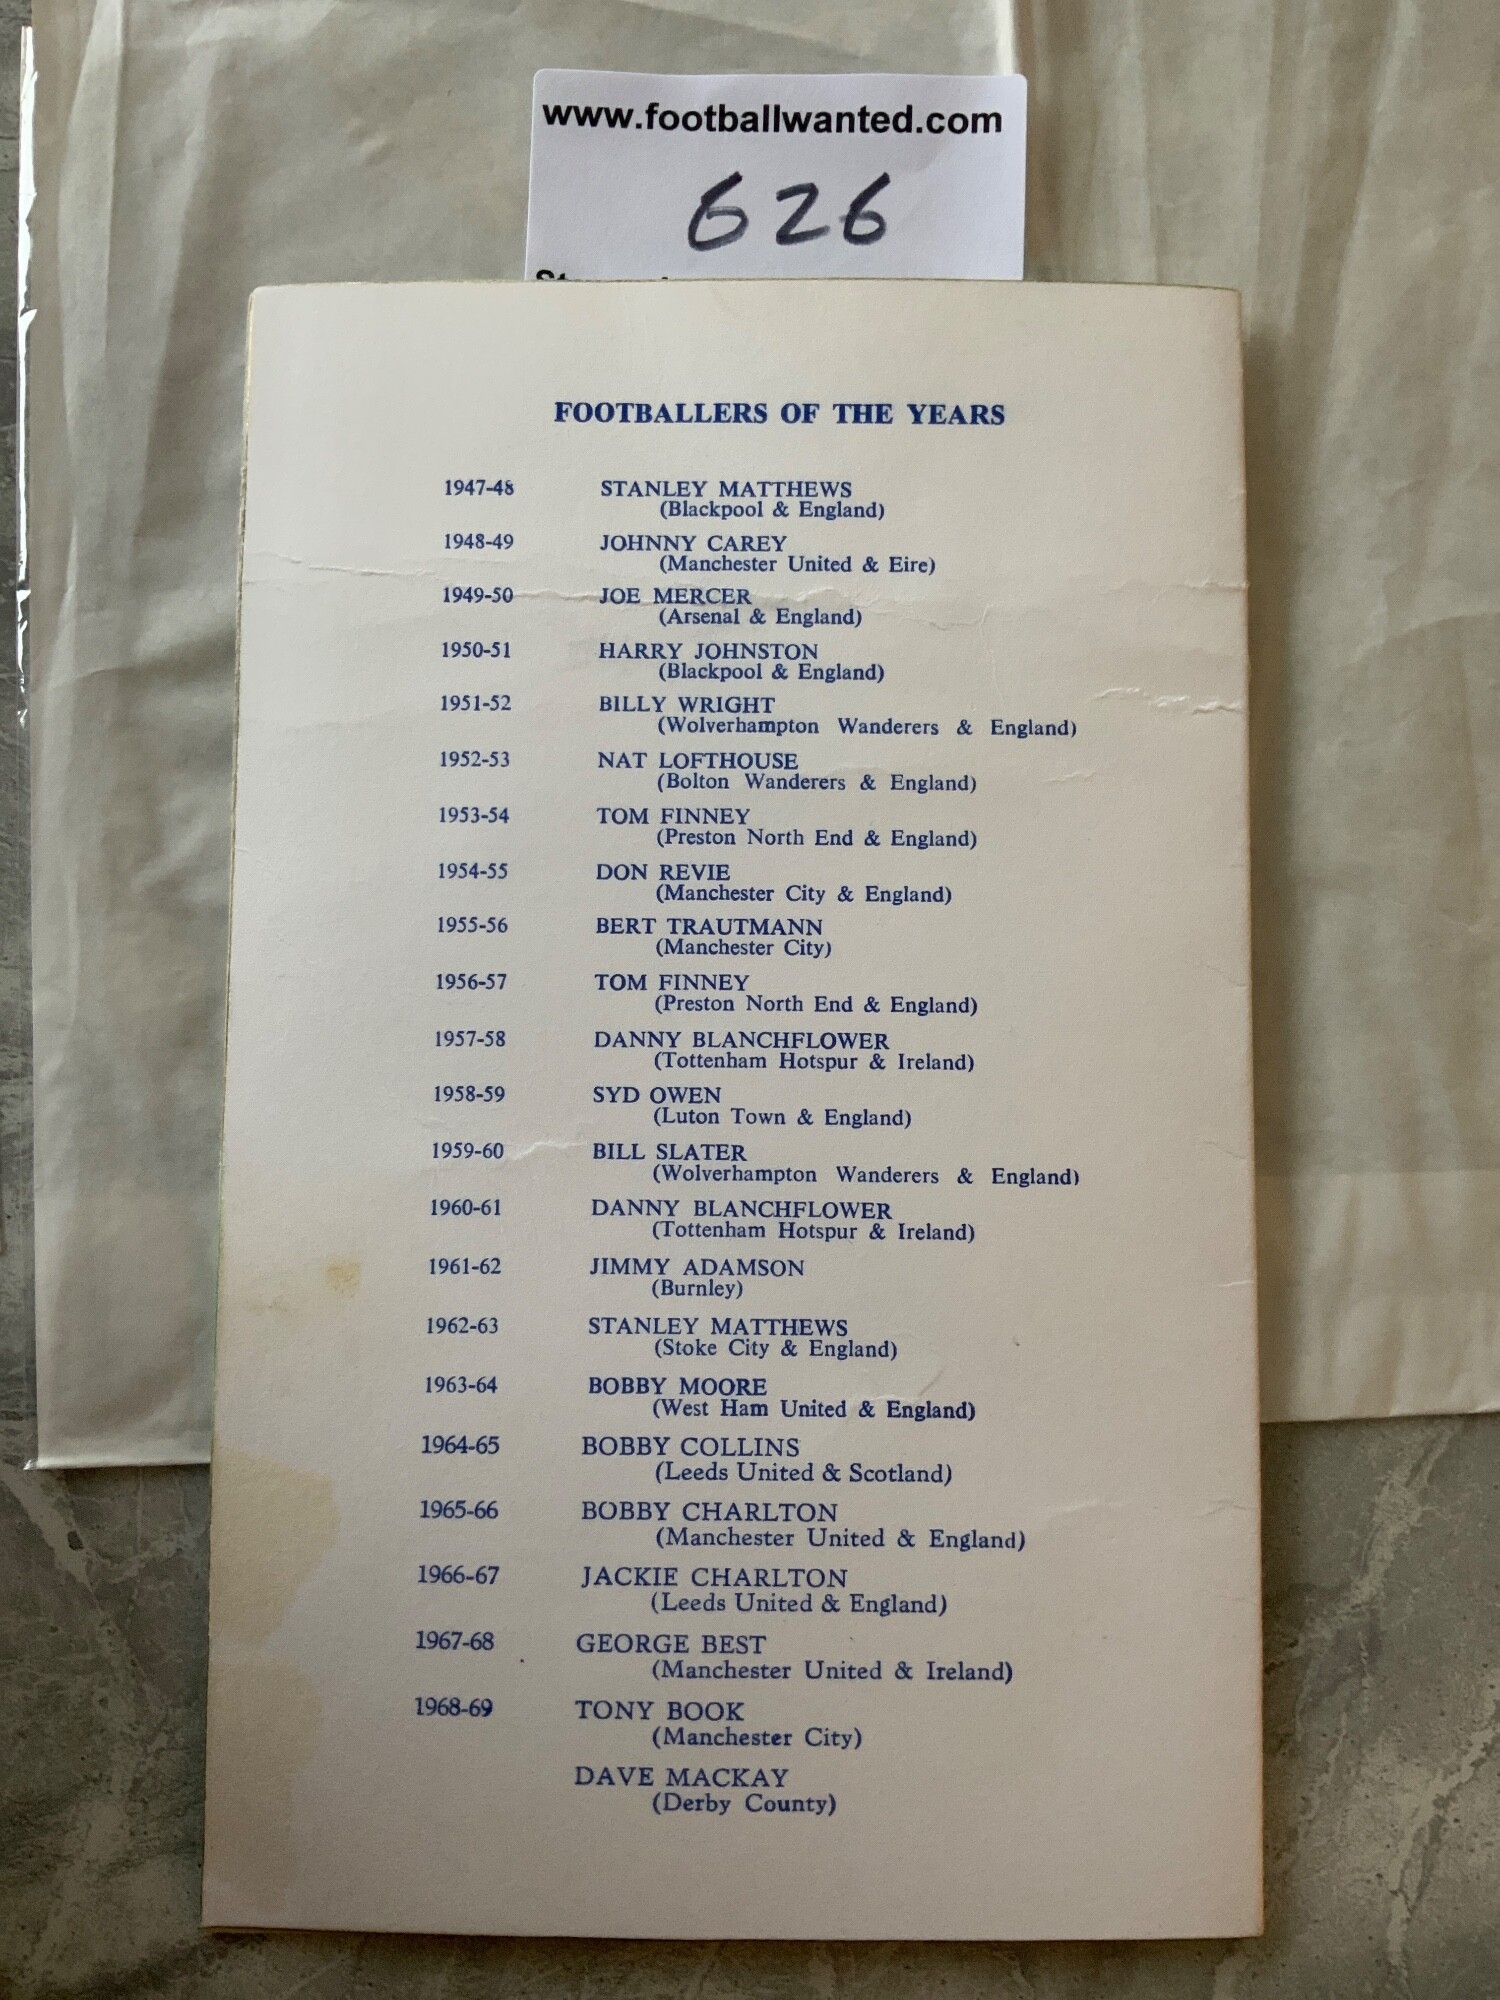 www.footballwanted.com
626
FOOTBALLERS OF THE YEARS
1947-48 STANLEY MATTHEWS
(Blackpool & England)
1948-49 JOHNNY CAREY
(Manchester United & Eire)
1949-50 JOE MERCER
(Arsenal & England)
1950-51 HARRY JOHNSTON
(Blackpool & England)
1951-52 BILLY WRIGHT
(Wolverhampton Wanderers & England)
1952-53 NAT LOFTHOUSE
(Bolton Wanderers & England)
1953-54 TOM FINNEY
(Preston North End & England)
1954-55 DON REVIE
(Manchester City & England)
1955-56 BERT TRAUTMANN
(Manchester City)
1956-57 TOM FINNEY
(Preston North End & England)
1957-58 DANNY BLANCHFLOWER
(Tottenham Hotspur & Ireland)
1958-59 SYD OWEN
(Luton Town & England)
1959-60 BILL SLATER
(Wolverhampton Wanderers & England)
1960-61 DANNY BLANCHFLOWER
(Tottenham Hotspur & Ireland)
1961-62 JIMMY ADAMSON
(Burnley)
1962-63 STANLEY MATTHEWS
(Stoke City & England)
1963-64 BOBBY MOORE
(West Ham United & England)
1964-65 BOBBY COLLINS
(Leeds United & Scotland)
1965-66 BOBBY CHARLTON
(Manchester United & England)
1966-67 JACKIE CHARLTON
(Leeds United & England)
1967-68 GEORGE BEST
(Manchester United & Ireland)
1968-69 TONY BOOK
(Manchester City)
DAVE MACKAY
(Derby County)